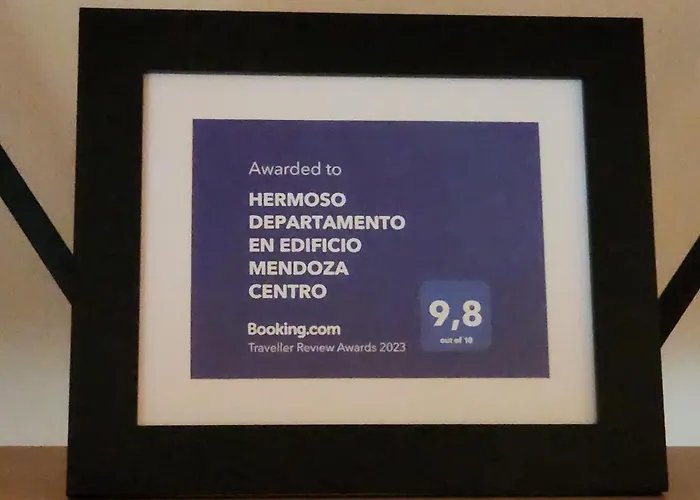 Awarded to
HERMOSO
DEPARTAMENTO
EN EDIFICIO
MENDOZA
CENTRO
Booking.com
Traveller Review Awards 2023
9,8
out of 10